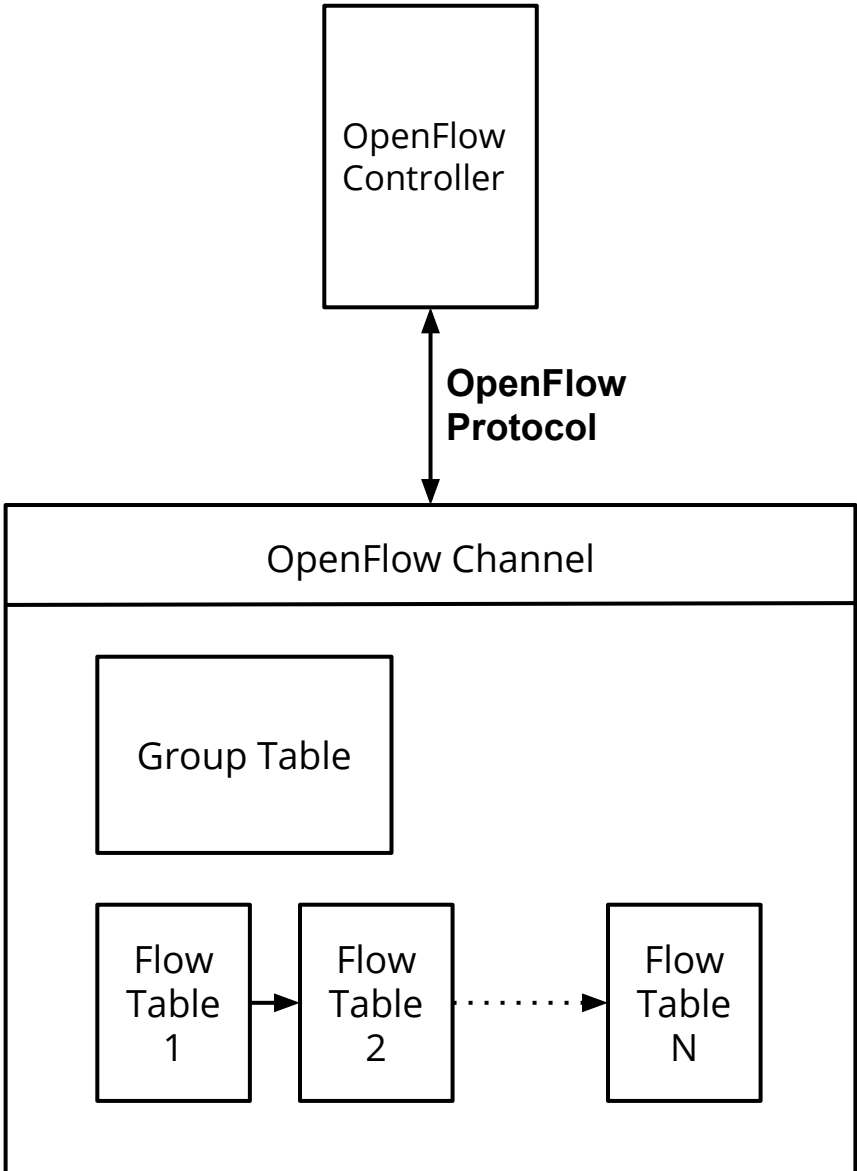 OpenFlow
Controller
OpenFlow
Protocol
OpenFlow Channel
Group Table
Flow
Table
1
Flow
Table
2
Flow
Table
N